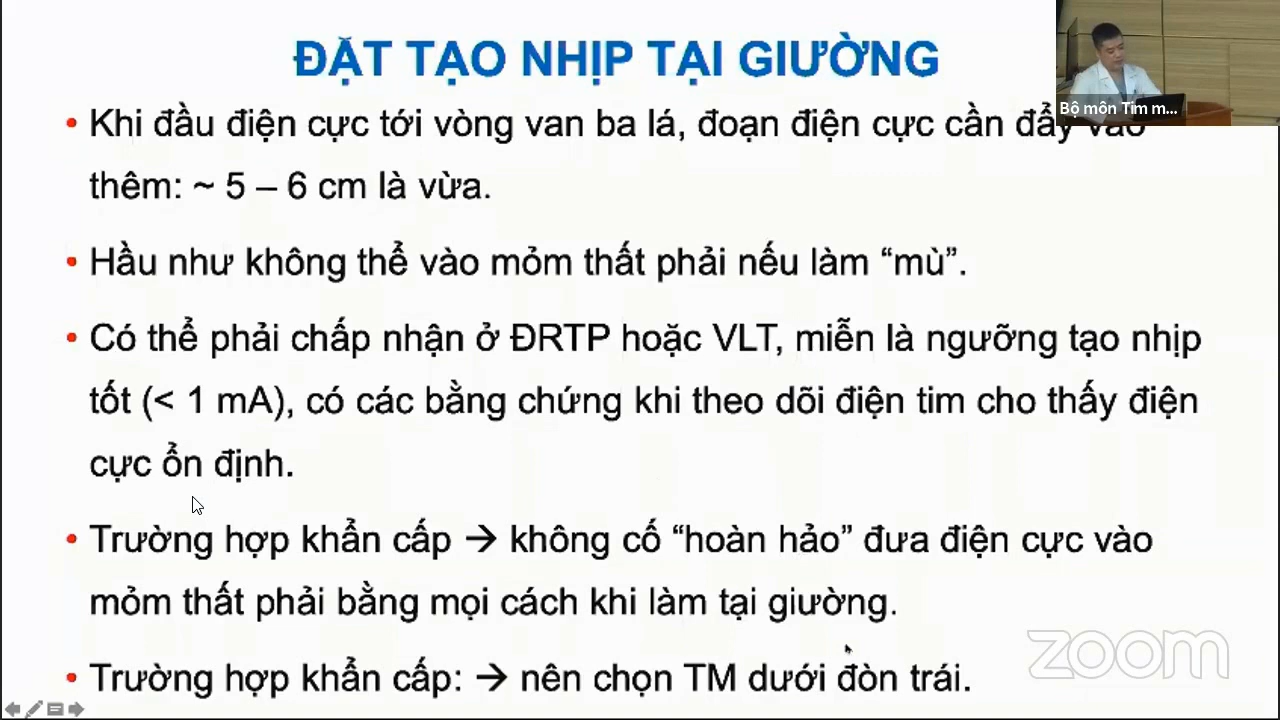 ĐẶT TẠO NHỊP TẠI GIƯỜNG
Bộ môn Tim m...
• Khi đầu điện cực tới vòng van ba lá, đoạn điện cực cần đẩy vào
thêm: ~ 5 – 6 cm là vừa.
• Hầu như không thể vào mỏm thất phải nếu làm “mù”.
• Có thể phải chấp nhận ở ĐRTP hoặc VLT, miễn là ngưỡng tạo nhịp
tốt (< 1 mA), có các bằng chứng khi theo dõi điện tim cho thấy điện
cực ổn định.
• Trường hợp khẩn cấp → không cố “hoàn hảo” đưa điện cực vào
mỏm thất phải bằng mọi cách khi làm tại giường.
• Trường hợp khẩn cấp: → nên chọn TM dưới đòn trái.
zoom